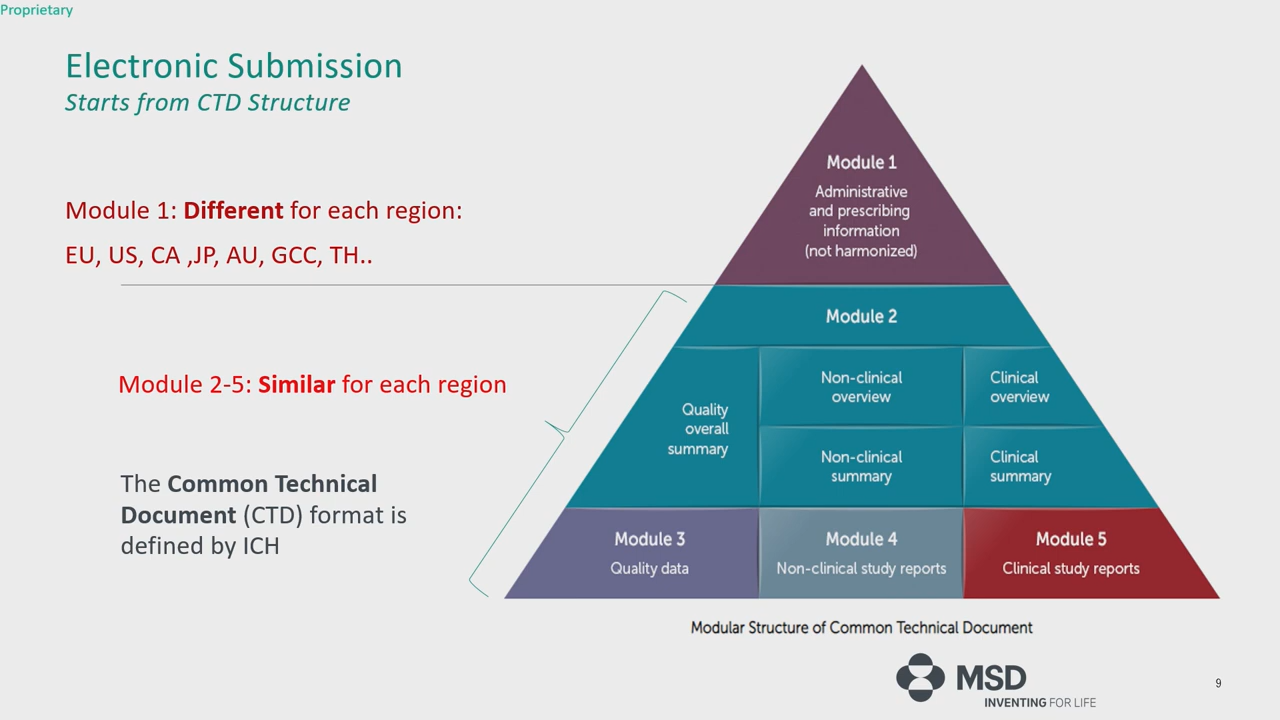 Proprietary
Electronic Submission
Starts from CTD Structure
Module 1: Different for each region:
EU, US, CA ,JP, AU, GCC, TH..
Module 2-5: Similar for each region
The Common Technical
Document (CTD) format is
defined by ICH
Module 1
Administrative
and prescribing
information
(not harmonized)
Module 2
Quality
overall
summary
Non-clinical
overview
Clinical
overview
Non-clinical
summary
Clinical
summary
Module 3
Quality data
Module 4
Non-clinical study reports
Module 5
Clinical study reports
Modular Structure of Common Technical Document
MSD
INVENTING FOR LIFE
9